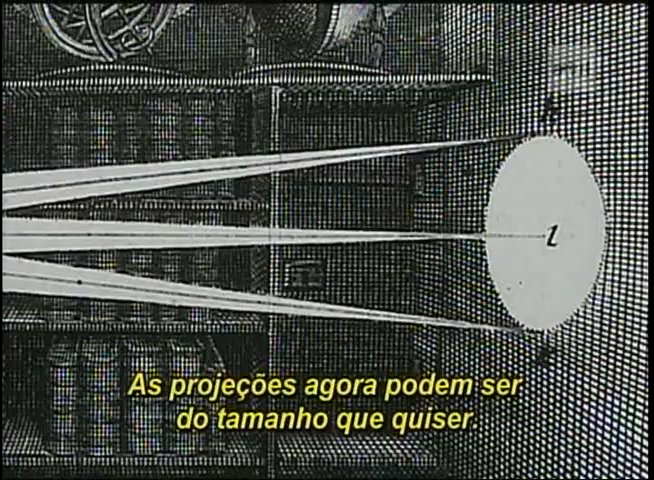 i
As projeções agora podem ser
do tamanho que quiser.